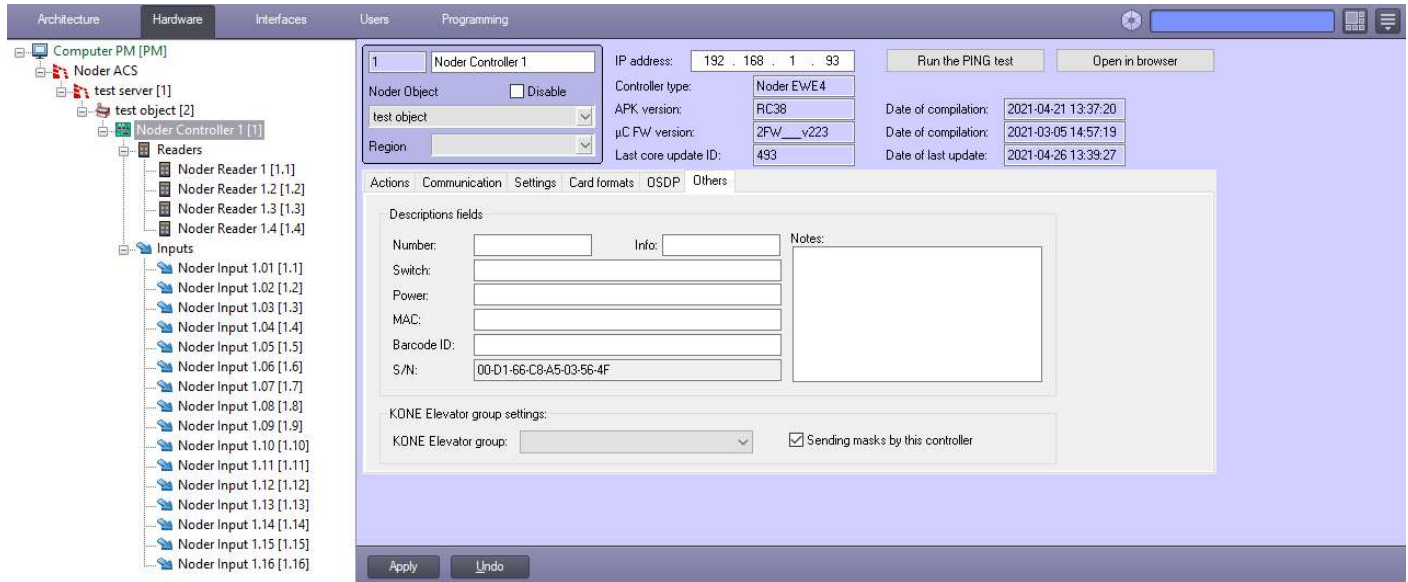 Architecture Hardware Interfaces Users Programming
Computer PM [PM]
Noder ACS
test server [1]
test object [2]
Noder Controller 1 [1]
Readers
Noder Reader 1 [1.1]
Noder Reader 1.2 [1.2]
Noder Reader 1.3 [1.3]
Noder Reader 1.4 [1.4]
Inputs
Noder Input 1.01 [1.1]
Noder Input 1.02 [1.2]
Noder Input 1.03 [1.3]
Noder Input 1.04 [1.4]
Noder Input 1.05 [1.5]
Noder Input 1.06 [1.6]
Noder Input 1.07 [1.7]
Noder Input 1.08 [1.8]
Noder Input 1.09 [1.9]
Noder Input 1.10 [1.10]
Noder Input 1.11 [1.11]
Noder Input 1.12 [1.12]
Noder Input 1.13 [1.13]
Noder Input 1.14 [1.14]
Noder Input 1.15 [1.15]
Noder Input 1.16 [1.16]
1 Noder Controller 1
Noder Object Disable
test object
Region
IP address: 192 . 168 . 1 . 93 Run the PING test Open in browser
Controller type: Noder EWE4
APK version: RC38 Date of compilation: 2021-04-21 13:37:20
µC FW version: 2FW___v223 Date of compilation: 2021-03-05 14:57:19
Last core update ID: 493 Date of last update: 2021-04-26 13:39:27
Actions Communication Settings Card formats OSDP Others
Descriptions fields
Number: Info: Notes:
Switch:
Power:
MAC:
Barcode ID:
S/N: 00-D1-66-C8-A5-03-56-4F
KONE Elevator group settings:
KONE Elevator group: Sending masks by this controller
Apply Undo